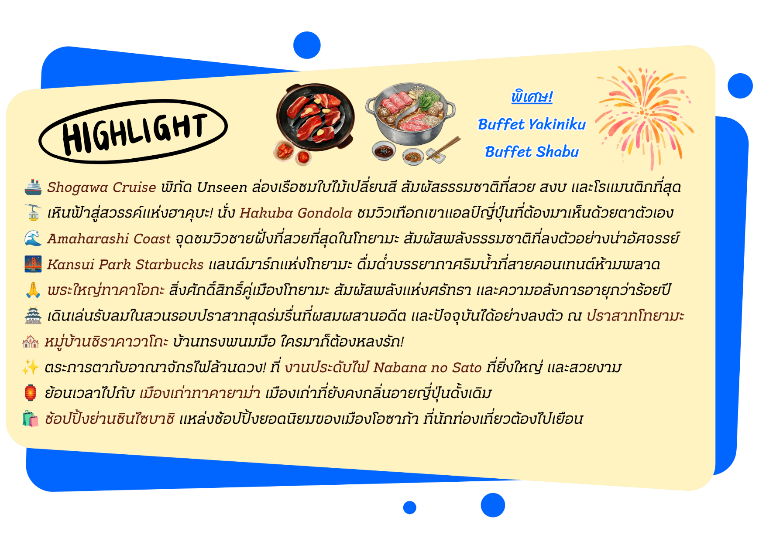 HIGHLIGHT
พิเศษ!
Buffet Yakiniku
Buffet Shabu
Shogawa Cruise พิกัด Unseen ล่องเรือชมใบไม้เปลี่ยนสี สัมผัสธรรมชาติที่สวย สงบ และโรแมนติกที่สุด
เหินฟ้าสู่สวรรค์แห่งฮาคุบะ! นั่ง Hakuba Gondola ชมวิวเทือกเขาแอลป์ญี่ปุ่นที่ต้องมาเห็นด้วยตาตัวเอง
Amaharashi Coast จุดชมวิวชายฝั่งที่สวยที่สุดในโทยามะ สัมผัสพลังธรรมชาติที่ลงตัวอย่างน่าอัศจรรย์
Kansui Park Starbucks แลนด์มาร์กแห่งโทยามะ ดื่มด่ำบรรยากาศริมน้ำที่สายคอนเทนต์ห้ามพลาด
พระใหญ่ทาคาโอกะ สิ่งศักดิ์สิทธิ์คู่เมืองโทยามะ สัมผัสพลังแห่งศรัทธา และความอลังการอายุกว่าร้อยปี
เดินเล่นรับลมในสวนรอบปราสาทสุดร่มรื่นที่ผสมผสานอดีต และปัจจุบันได้อย่างลงตัว ณ ปราสาทโทยามะ
หมู่บ้านชิราคาวาโกะ บ้านทรงพนมมือ ใครมาก็ต้องหลงรัก!
ตระการตากับอาณาจักรไฟล้านดวง! ที่ งานประดับไฟ Nabana no Sato ที่ยิ่งใหญ่ และสวยงาม
ย้อนเวลาไปกับ เมืองเก่าทาคายาม่า เมืองเก่าที่ยังคงกลิ่นอายญี่ปุ่นดั้งเดิม
ช้อปปิ้งย่านชินไซบาชิ แหล่งช้อปปิ้งยอดนิยมของเมืองโอซาก้า ที่นักท่องเที่ยวต้องไปเยือน